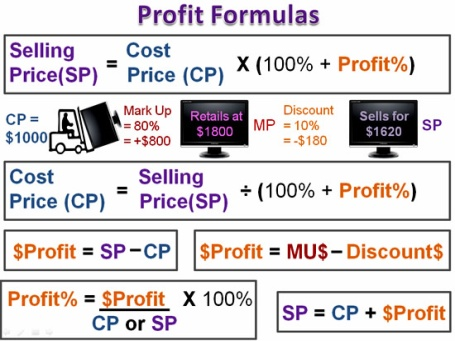 Profit Formulas
Selling Price(SP) = Cost Price (CP) X (100% + Profit%)
CP = $1000
Mark Up = 80% = +$800
Retails at $1800
MP
Discount = 10% = -$180
Sells for $1620
SP
Cost Price (CP) = Selling Price(SP) ÷ (100% + Profit%)
$Profit = SP – CP
$Profit = MU$ – Discount$
Profit% = $Profit X 100%
CP or SP
SP = CP + $Profit